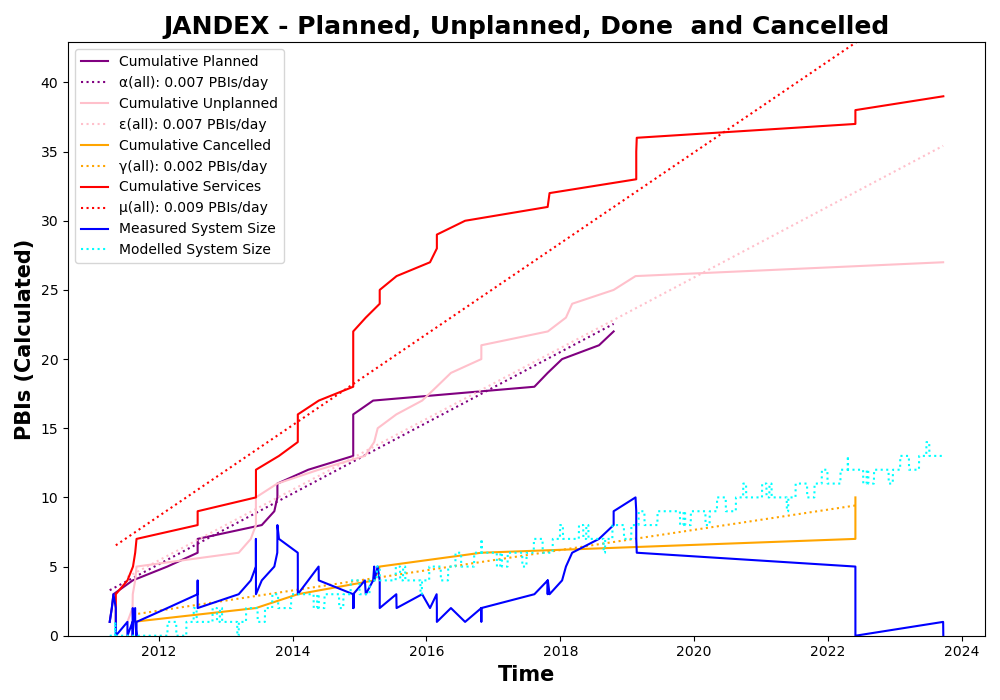 JANDEX - Planned, Unplanned, Done  and Cancelled
Cumulative Planned
α(all): 0.007 PBIs/day
Cumulative Unplanned
ε(all): 0.007 PBIs/day
Cumulative Cancelled
γ(all): 0.002 PBIs/day
Cumulative Services
μ(all): 0.009 PBIs/day
Measured System Size
Modelled System Size
PBIs (Calculated)
40
35
30
25
20
15
10
5
0
2012
2014
2016
2018
2020
2022
2024
Time